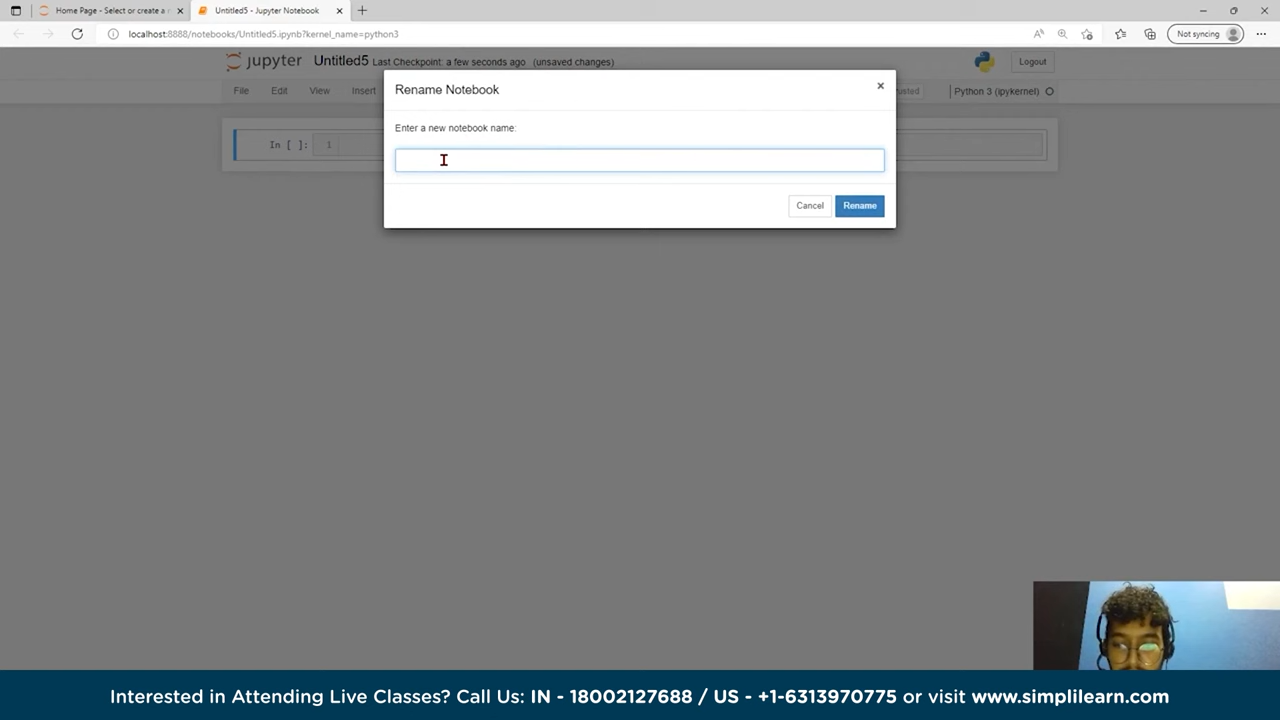 Home Page - Select or create a n
Untitled5 - Jupyter Notebook
localhost:8888/notebooks/Untitled5.ipynb?kernel_name=python3
Not syncing
jupyter Untitled5 Last Checkpoint: a few seconds ago (unsaved changes)
Logout
File Edit View Insert
usted
Python 3 (ipykernel)
In [ ]: 1
Rename Notebook
×
Enter a new notebook name:
Cancel
Rename
Interested in Attending Live Classes? Call Us: IN - 18002127688 / US - +1-6313970775 or visit www.simplilearn.com